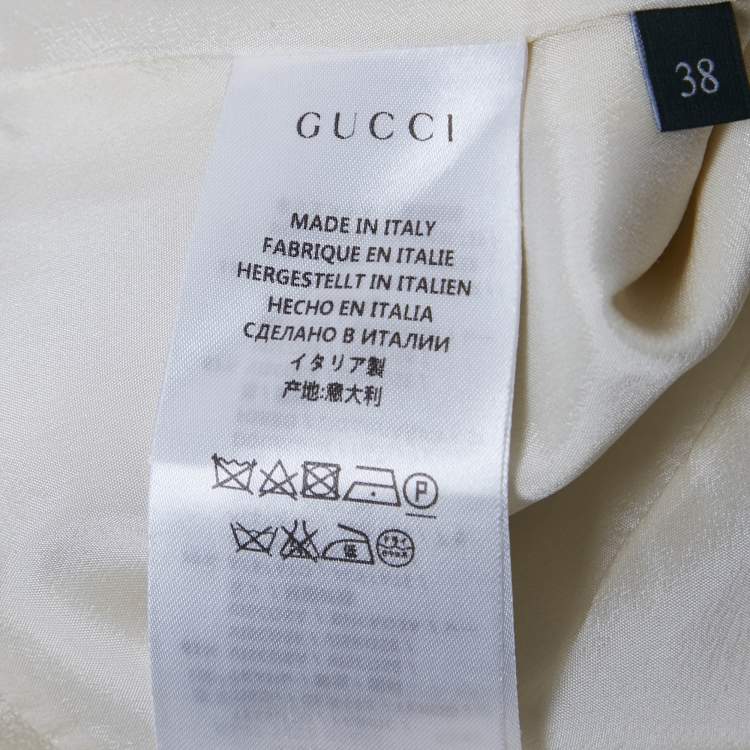 GUCCI
38
MADE IN ITALY
FABRIQUE EN ITALIE
HERGESTELLT IN ITALIEN
HECHO EN ITALIA
СДЕЛАНО В ИТАЛИИ
イタリア製
产地:意大利
P
低